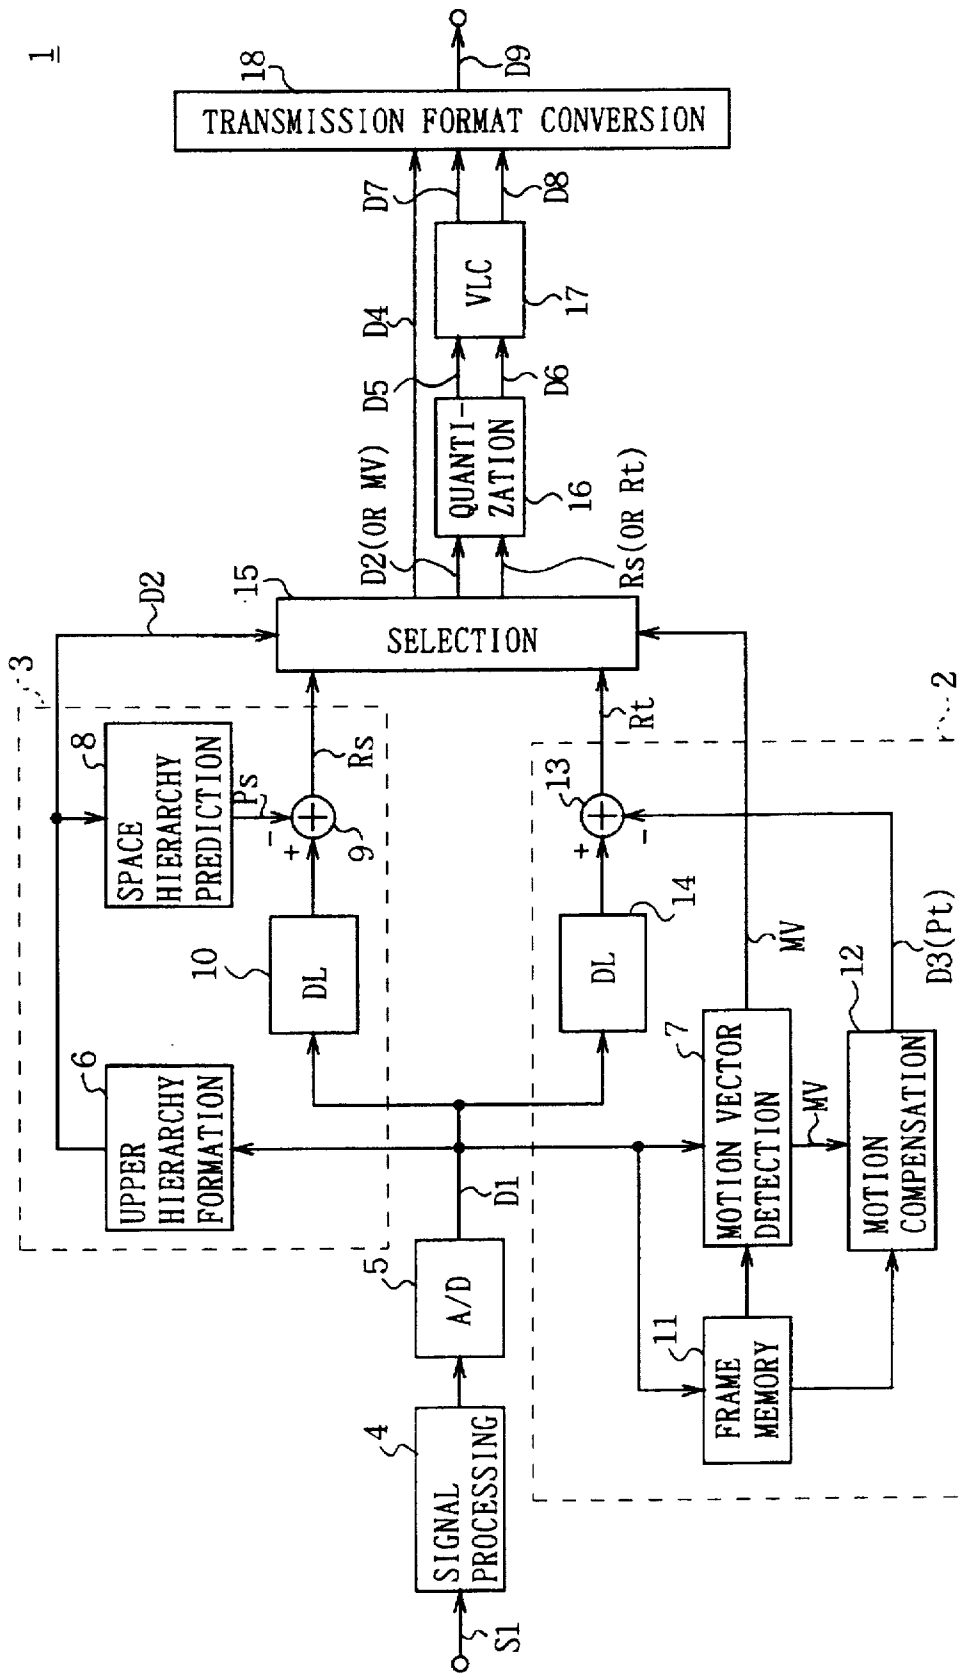 1
S1
SIGNAL
PROCESSING
4
A/D
5
D1
3
UPPER
HIERARCHY
FORMATION
6
SPACE
HIERARCHY
PREDICTION
8
D2
Ps
-
+
9
Rs
DL
10
2
DL
14
+
-
13
Rt
FRAME
MEMORY
11
MOTION VECTOR
DETECTION
7
MV
MV
MOTION
COMPENSATION
12
D3(Pt)
SELECTION
15
D2(OR MV)
Rs(OR Rt)
D4
QUANTI-
ZATION
16
D5
D6
VLC
17
D7
D8
TRANSMISSION FORMAT CONVERSION
18
D9